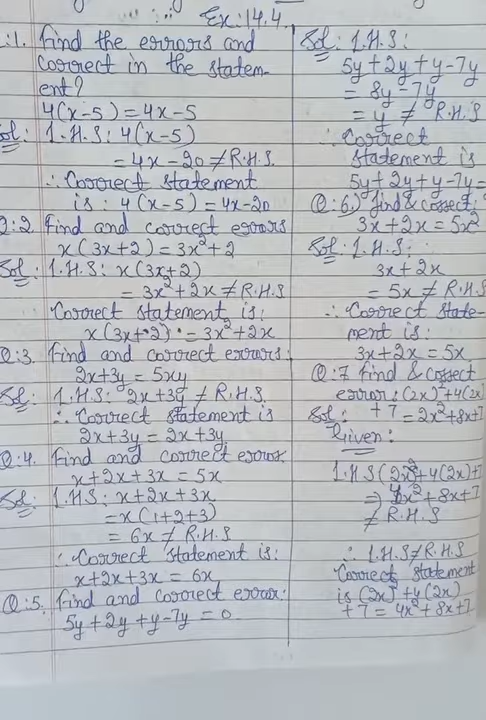 Ex:14.4
:1. Find the errors and
correct in the statem-
ent?
4(x-5)=4x-5
Sol: L.H.S: 4(x-5)
= 4x-20 ≠ R.H.S.
∴ Correct statement
is: 4(x-5) = 4x-20
Q:2. Find and correct errors
x(3x+2) = 3x²+2
Sol: L.H.S: x(3x+2)
= 3x²+2x ≠ R.H.S
Correct statement is:
x(3x+2) = 3x²+2x
Q:3. Find and correct errors.
2x+3y = 5xy
Sol: L.H.S: 2x+3y ≠ R.H.S.
∴ Correct statement is
2x+3y = 2x+3y
Q:4. Find and correct error
x+2x+3x = 5x
Sol: L.H.S: x+2x+3x
= x(1+2+3)
= 6x ≠ R.H.S
∴ Correct statement is:
x+2x+3x = 6x
Q:5. Find and correct error:
5y+2y+y-7y = 0
Sol: L.H.S:
5y+2y+y-7y
= 8y-7y
= y ≠ R.H.S
∴ Correct
statement is
5y+2y+y-7y=
Q:6. Find & correct:
3x+2x = 5x²
Sol: L.H.S:
3x+2x
= 5x ≠ R.H.S
∴ Correct state-
ment is:
3x+2x = 5x
Q:7 Find & correct
error: (2x)²+4(2x)
+7 = 2x²+8x+7
Sol:
Given:
L.H.S (2x)²+4(2x)+7
⇒ 4x²+8x+7
≠ R.H.S
∴ L.H.S ≠ R.H.S
Correct statement
is (2x)²+4(2x)
+7 = 4x²+8x+7